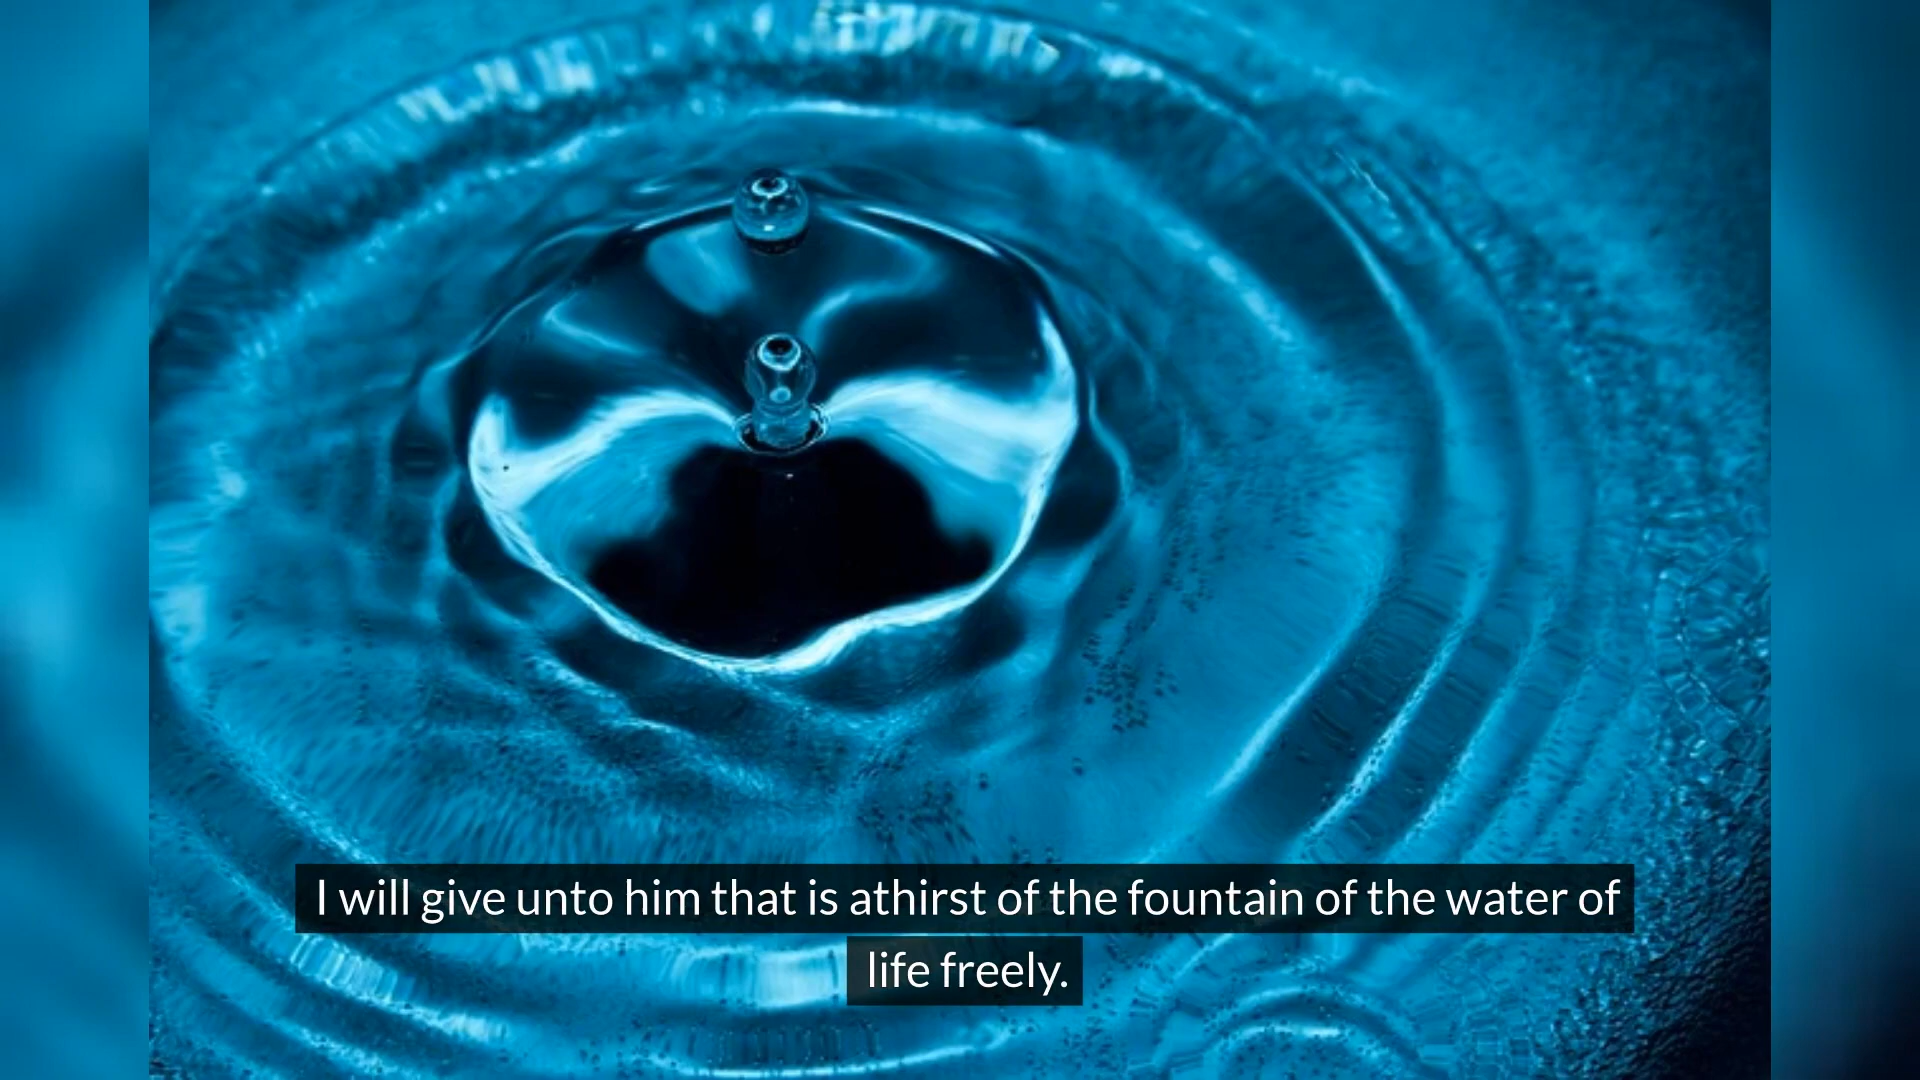 I will give unto him that is athirst of the fountain of the water of
life freely.